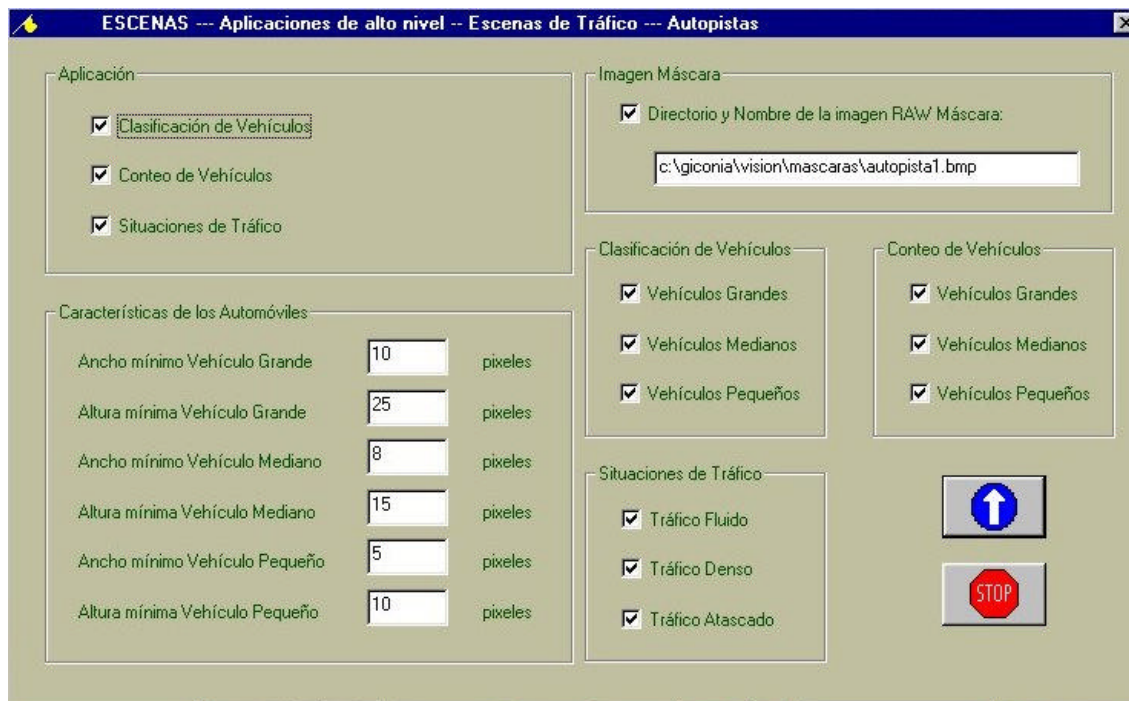 ESCENAS --- Aplicaciones de alto nivel -- Escenas de Tráfico --- Autopistas
Aplicación
Clasificación de Vehículos
Conteo de Vehículos
Situaciones de Tráfico
Imagen Máscara
Directorio y Nombre de la imagen RAW Máscara:
c:\giconia\vision\mascaras\autopista1.bmp
Características de los Automóviles
Ancho mínimo Vehículo Grande 10 pixeles
Altura mínima Vehículo Grande 25 pixeles
Ancho mínimo Vehículo Mediano 8 pixeles
Altura mínima Vehículo Mediano 15 pixeles
Ancho mínimo Vehículo Pequeño 5 pixeles
Altura mínima Vehículo Pequeño 10 pixeles
Clasificación de Vehículos
Vehículos Grandes
Vehículos Medianos
Vehículos Pequeños
Conteo de Vehículos
Vehículos Grandes
Vehículos Medianos
Vehículos Pequeños
Situaciones de Tráfico
Tráfico Fluido
Tráfico Denso
Tráfico Atascado
STOP